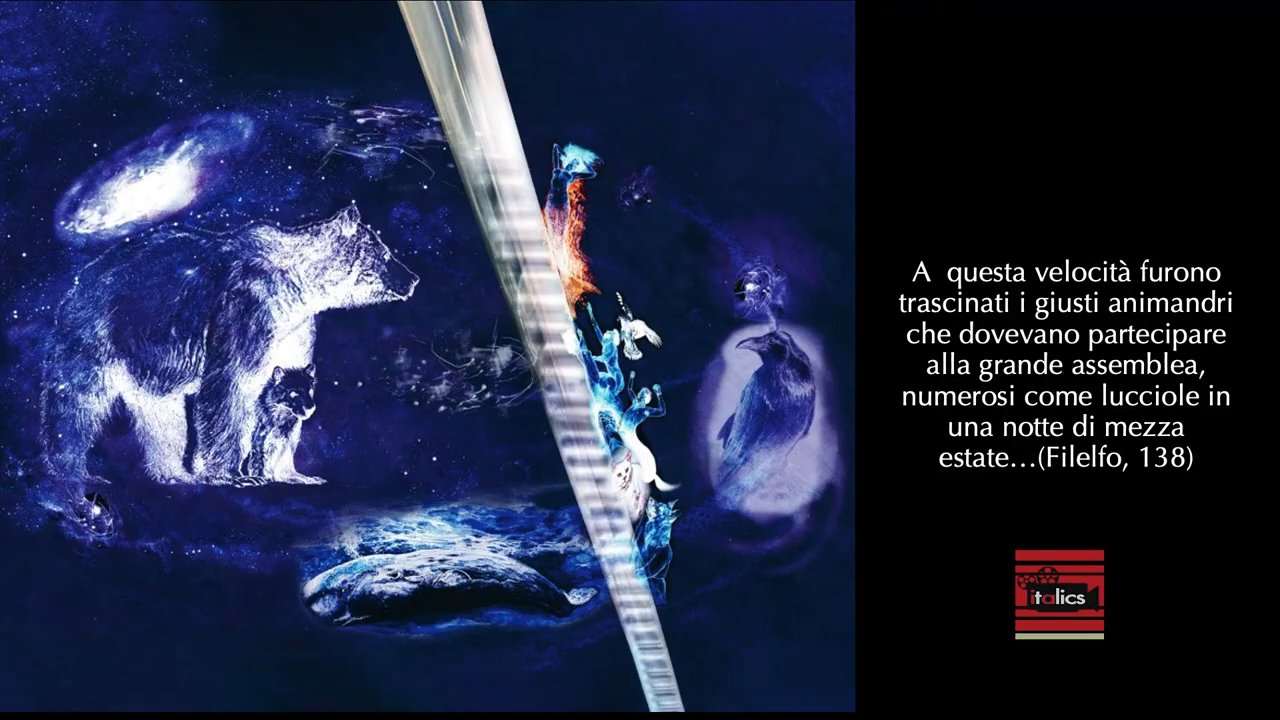 A  questa velocità furono
trascinati i giusti animandri
che dovevano partecipare
alla grande assemblea,
numerosi come lucciole in
una notte di mezza
estate...(Filelfo, 138)
italics